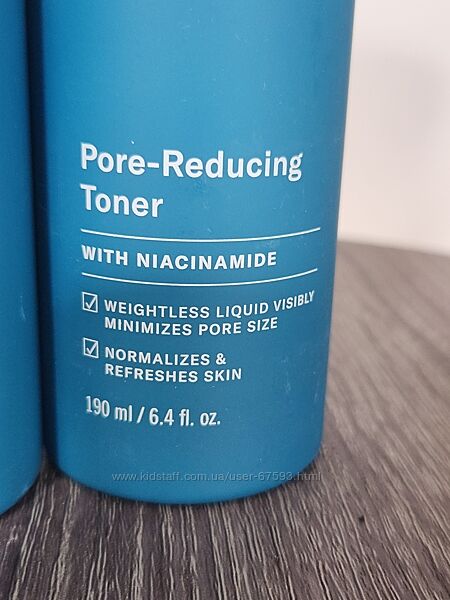 Pore-Reducing
Toner
WITH NIACINAMIDE
☑ WEIGHTLESS LIQUID VISIBLY
MINIMIZES PORE SIZE
☑ NORMALIZES &
REFRESHES SKIN
190 ml / 6.4 fl. oz.
www.kidstaff.com.ua/user-67593.html